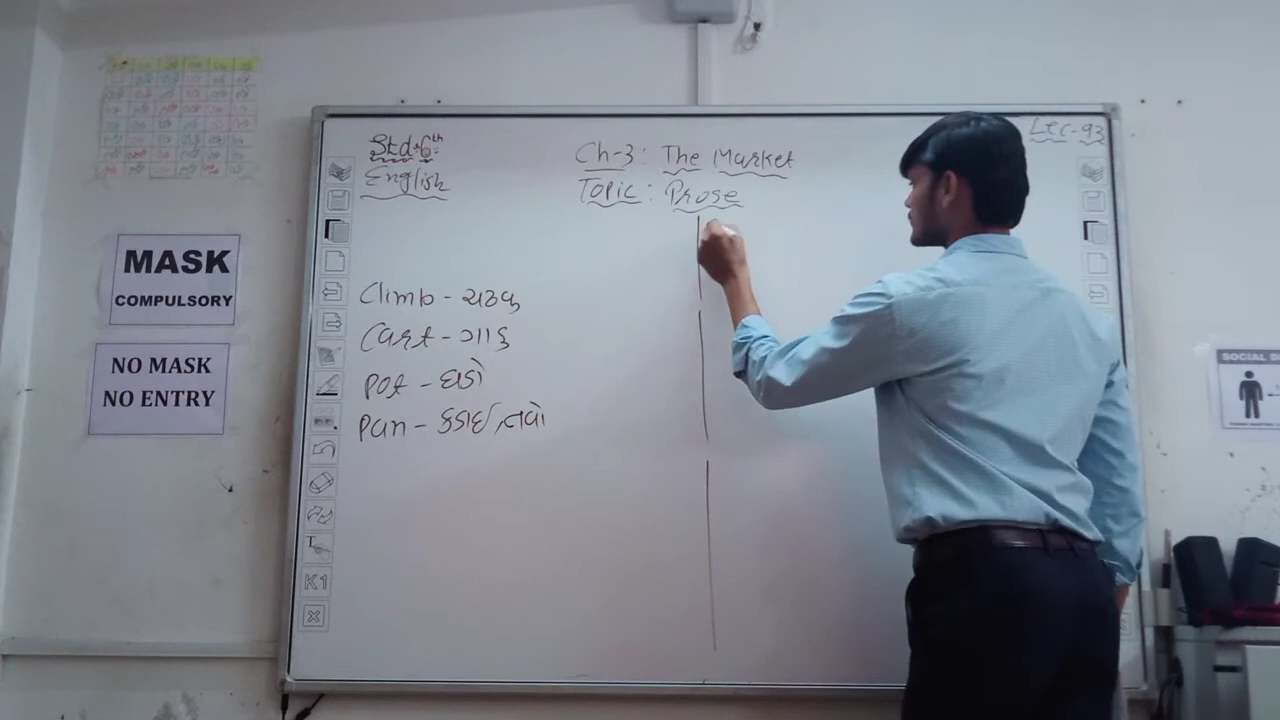 Std-6th
English
Ch-3: The Market
Topic: Prose
Lec-93
Climb - ચઢવુ
Cart - ગાડુ
Pot - ઘડો
Pan - કડાઈ, તવો
MASK
COMPULSORY
NO MASK
NO ENTRY
SOCIAL
T
K1